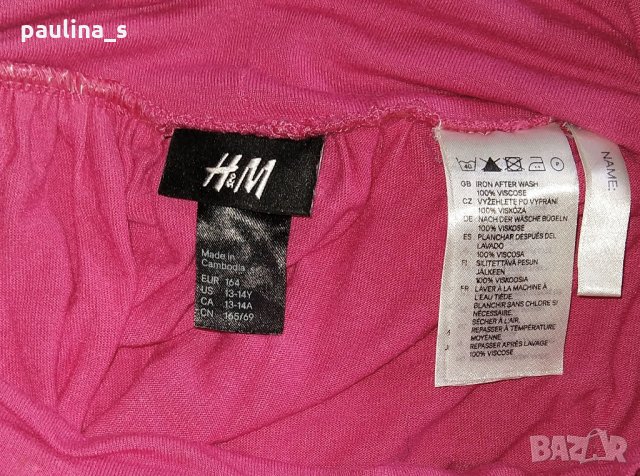 paulina_s
H&M
Made in
Cambodia
EUR 164
US 13-14Y
CA 13-14A
CN 165/69
40
GB IRON AFTER WASH
100% VISCOSE
CZ VYŽEHLETE PO VYPRÁNÍ
100% VISKÓZA
DE NACH DER WÄSCHE BÜGELN
100% VISKOSE
ES PLANCHAR DESPUÉS DEL
LAVADO
100% VISCOSA
FI SILITETTÄVÄ PESUN
JÄLKEEN
100% VISKOOSIA
FR LAVER À LA MACHINE À
L'EAU TIÈDE.
BLANCHIR SANS CHLORE SI
NÉCESSAIRE.
SÉCHER À L'AIR.
REPASSER À TEMPÉRATURE
MOYENNE.
REPASSER APRÈS LAVAGE
100% VISCOSE
NAME:
BAZAR